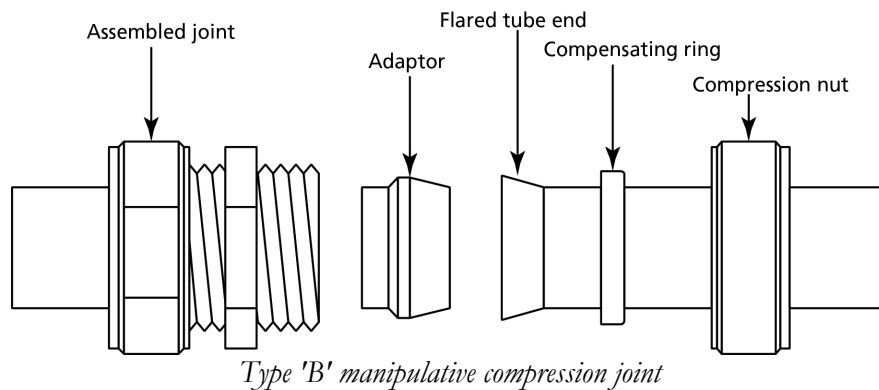 Flared tube end
Assembled joint
Compensating ring
Adaptor
Compression nut
Type 'B' manipulative compression joint